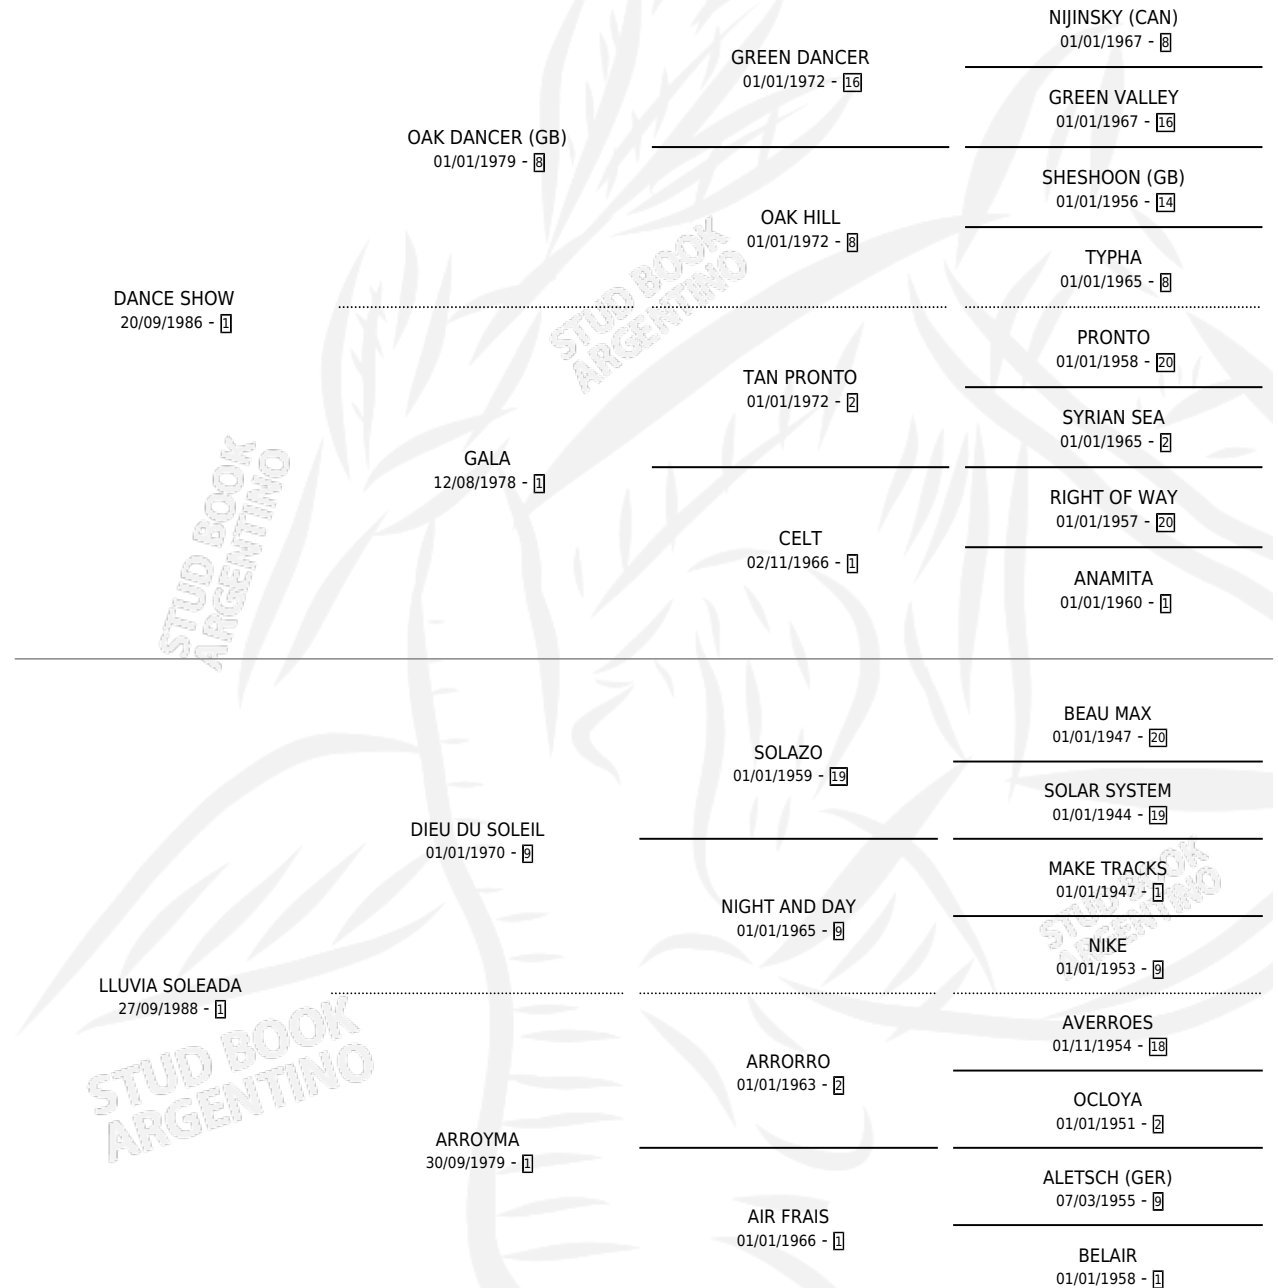 NIJINSKY (CAN)
01/01/1967 - 8
GREEN DANCER
01/01/1972 - 16
GREEN VALLEY
01/01/1967 - 16
OAK DANCER (GB)
01/01/1979 - 8
SHESHOON (GB)
01/01/1956 - 14
OAK HILL
01/01/1972 - 8
TYPHA
01/01/1965 - 8
DANCE SHOW
20/09/1986 - 1
PRONTO
01/01/1958 - 20
TAN PRONTO
01/01/1972 - 2
SYRIAN SEA
01/01/1965 - 2
GALA
12/08/1978 - 1
RIGHT OF WAY
01/01/1957 - 20
CELT
02/11/1966 - 1
ANAMITA
01/01/1960 - 1
BEAU MAX
01/01/1947 - 20
SOLAZO
01/01/1959 - 19
SOLAR SYSTEM
01/01/1944 - 19
DIEU DU SOLEIL
01/01/1970 - 9
MAKE TRACKS
01/01/1947 - 1
NIGHT AND DAY
01/01/1965 - 9
NIKE
01/01/1953 - 9
LLUVIA SOLEADA
27/09/1988 - 1
AVERROES
01/11/1954 - 18
ARRORRO
01/01/1963 - 2
OCLOYA
01/01/1951 - 2
ARROYMA
30/09/1979 - 1
ALETSCH (GER)
07/03/1955 - 9
AIR FRAIS
01/01/1966 - 1
BELAIR
01/01/1958 - 1
STUD BOOK
ARGENTINO
STUD BOOK
ARGENTINO
STUD BOOK
ARGENTINO
STUD BOOK
ARGENTINO